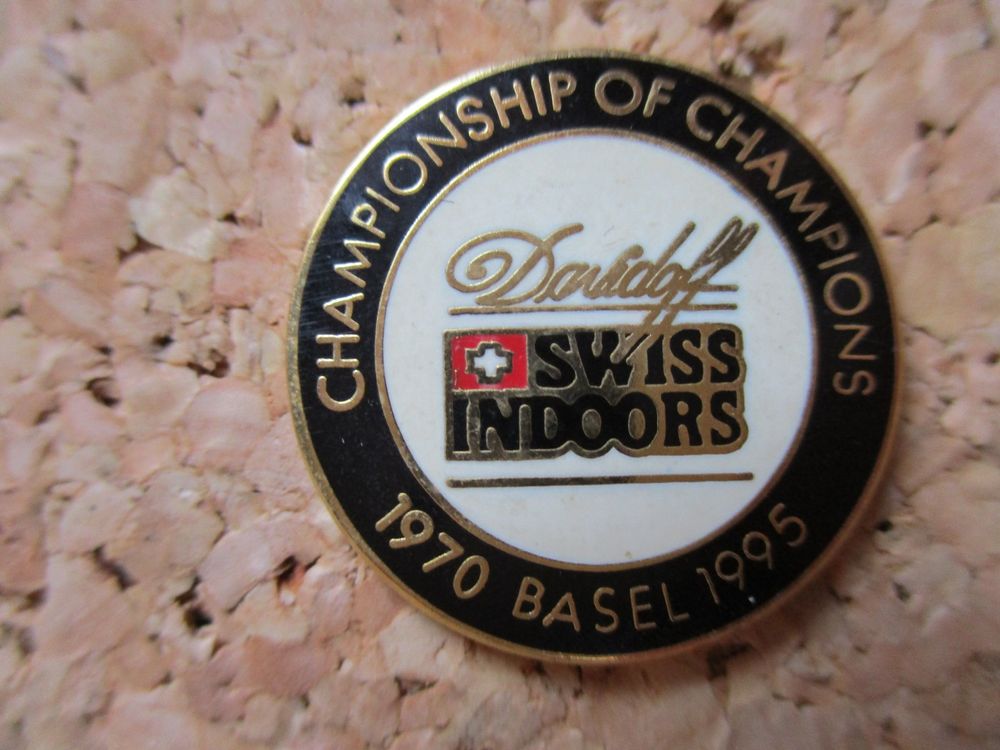 CHAMPIONSHIP OF CHAMPIONS
Davidoff
SWISS
INDOORS
1970 BASEL 1995